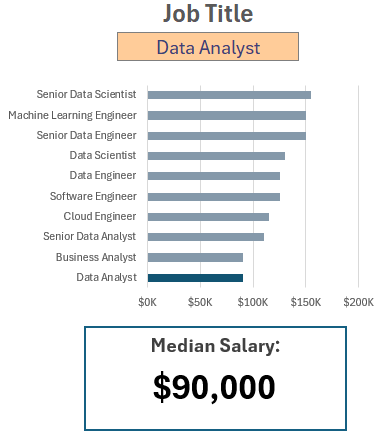 Job Title
Data Analyst
Senior Data Scientist
Machine Learning Engineer
Senior Data Engineer
Data Scientist
Data Engineer
Software Engineer
Cloud Engineer
Senior Data Analyst
Business Analyst
Data Analyst
$0K $50K $100K $150K $200K
Median Salary:
$90,000